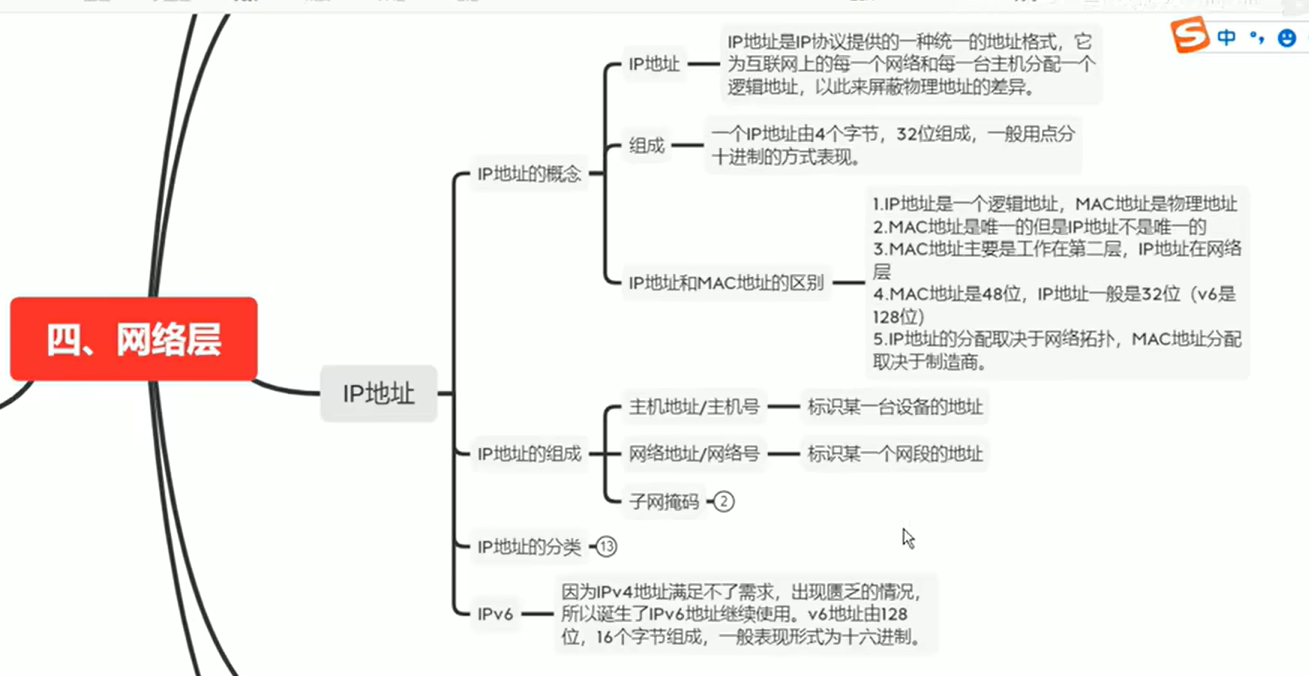 中
IP地址
IP地址是IP协议提供的一种统一的地址格式，它
为互联网上的每一个网络和每一台主机分配一个
逻辑地址，以此来屏蔽物理地址的差异。
组成
一个IP地址由4个字节，32位组成，一般用点分
十进制的方式表现。
IP地址的概念
1.IP地址是一个逻辑地址，MAC地址是物理地址
2.MAC地址是唯一的但是IP地址不是唯一的
3.MAC地址主要是工作在第二层，IP地址在网络
层
IP地址和MAC地址的区别
4.MAC地址是48位，IP地址一般是32位（v6是
128位）
5.IP地址的分配取决于网络拓扑，MAC地址分配
取决于制造商。
四、网络层
IP地址
主机地址/主机号
标识某一台设备的地址
IP地址的组成
网络地址/网络号
标识某一个网段的地址
子网掩码
2
IP地址的分类
13
IPv6
因为IPv4地址满足不了需求，出现匮乏的情况，
所以诞生了IPv6地址继续使用。v6地址由128
位，16个字节组成，一般表现形式为十六进制。